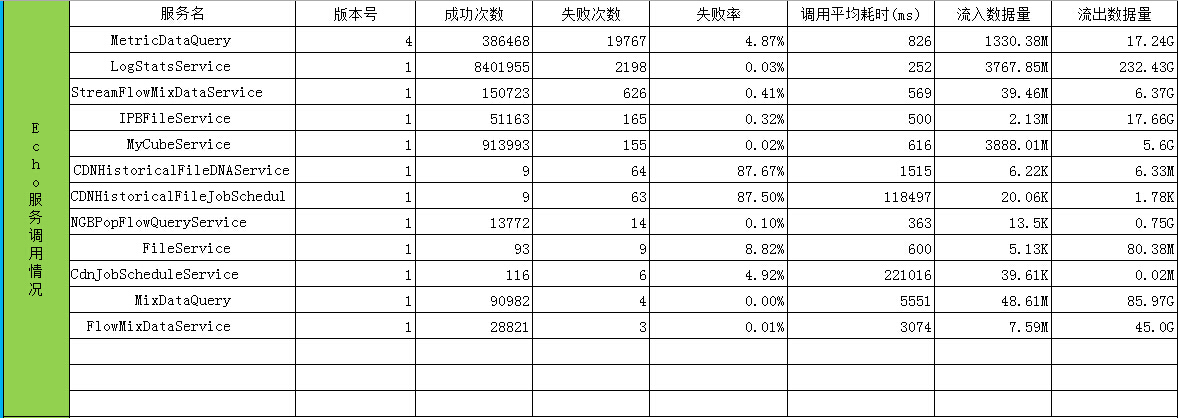 服务名 版本号 成功次数 失败次数 失败率 调用平均耗时(ms) 流入数据量 流出数据量
MetricDataQuery 4 386468 19767 4.87% 826 1330.38M 17.24G
LogStatsService 1 8401955 2198 0.03% 252 3767.85M 232.43G
StreamFlowMixDataService 1 150723 626 0.41% 569 39.46M 6.37G
IPBFileService 1 51163 165 0.32% 500 2.13M 17.66G
MyCubeService 1 913993 155 0.02% 616 3888.01M 5.6G
CDNHistoricalFileDNAService 1 9 64 87.67% 1515 6.22K 6.33M
CDNHistoricalFileJobSchedul 1 9 63 87.50% 118497 20.06K 1.78K
NGBPopFlowQueryService 1 13772 14 0.10% 363 13.5K 0.75G
FileService 1 93 9 8.82% 600 5.13K 80.38M
CdnJobScheduleService 1 116 6 4.92% 221016 39.61K 0.02M
MixDataQuery 1 90982 4 0.00% 5551 48.61M 85.97G
FlowMixDataService 1 28821 3 0.01% 3074 7.59M 45.0G
Echo服务调用情况